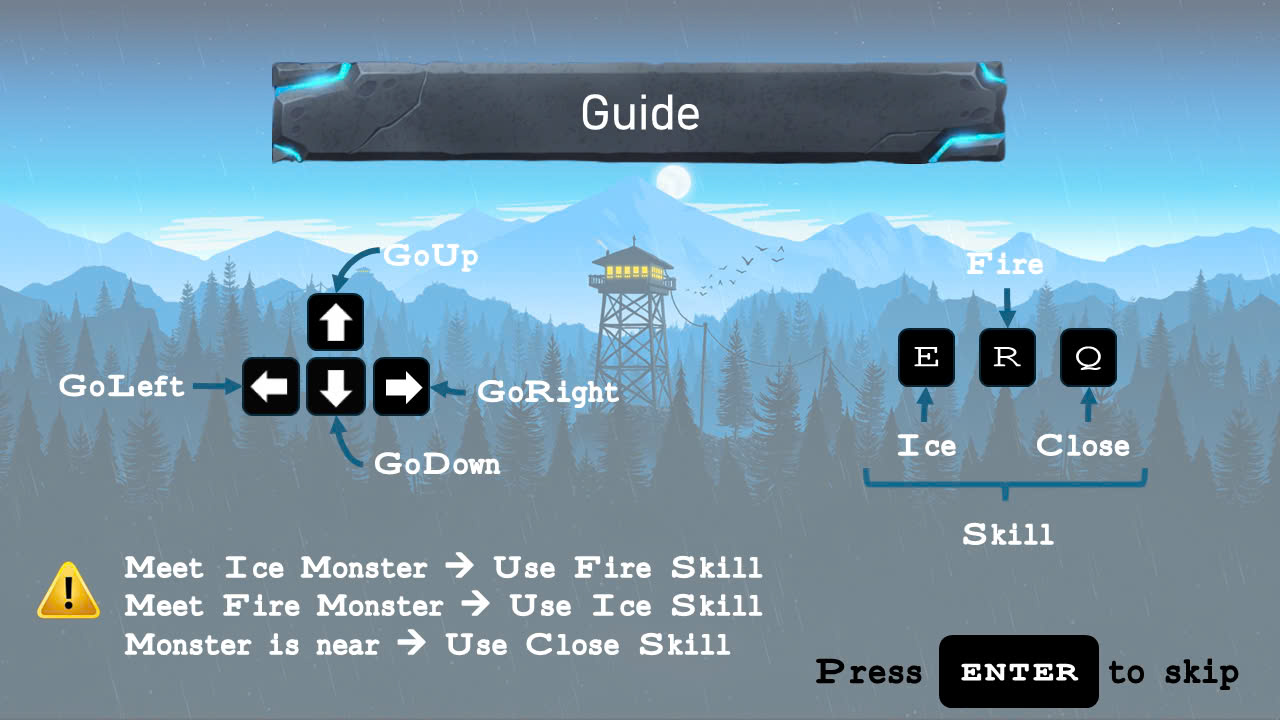 Guide
GoUp
GoLeft
GoRight
GoDown
Fire
E R Q
Ice Close
Skill
Meet Ice Monster → Use Fire Skill
Meet Fire Monster → Use Ice Skill
Monster is near → Use Close Skill
Press ENTER to skip